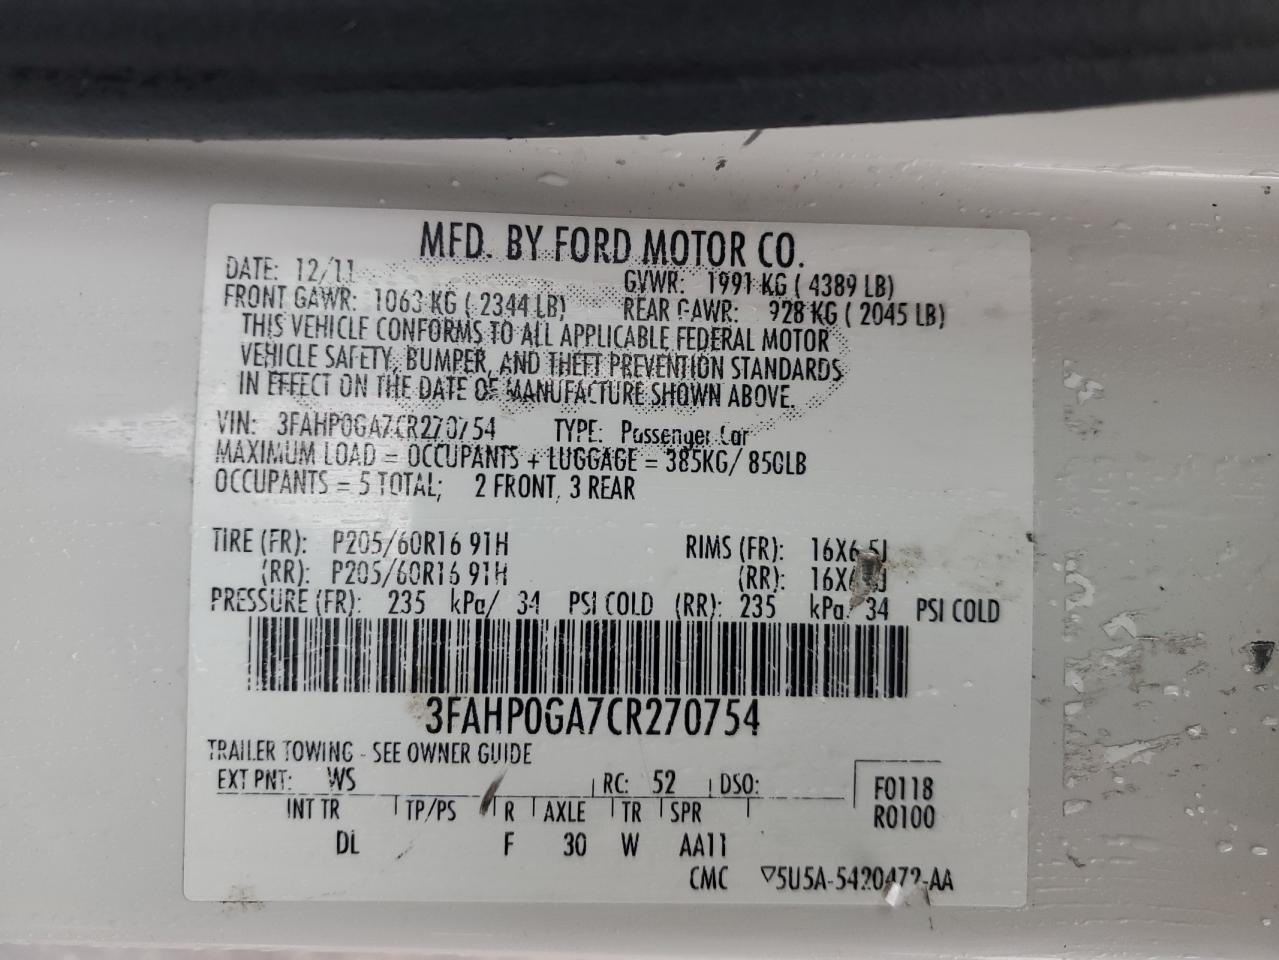 MFD. BY FORD MOTOR CO.
DATE: 12/11 GVWR: 1991 KG ( 4389 LB)
FRONT GAWR: 1063 KG ( 2344 LB) REAR GAWR: 928 KG ( 2045 LB)
THIS VEHICLE CONFORMS TO ALL APPLICABLE FEDERAL MOTOR
VEHICLE SAFETY, BUMPER, AND THEFT PREVENTION STANDARDS
IN EFFECT ON THE DATE OF MANUFACTURE SHOWN ABOVE.
VIN: 3FAHP0GA7CR270754 TYPE: Passenger Car
MAXIMUM LOAD = OCCUPANTS + LUGGAGE = 385KG/ 850LB
OCCUPANTS = 5 TOTAL; 2 FRONT, 3 REAR
TIRE (FR): P205/60R16 91H RIMS (FR): 16X6.5J
(RR): P205/60R16 91H (RR):
PRESSURE (FR): 235 kPa/ 34 PSI COLD (RR): 235 kPa/ 34 PSI COLD
3FAHP0GA7CR270754
TRAILER TOWING - SEE OWNER GUIDE
EXT PNT: WS RC: 52 DSO: F0118
INT TR TP/PS R AXLE TR SPR R0100
DL F 30 W AA11
CMC ▽5U5A-5420472-AA